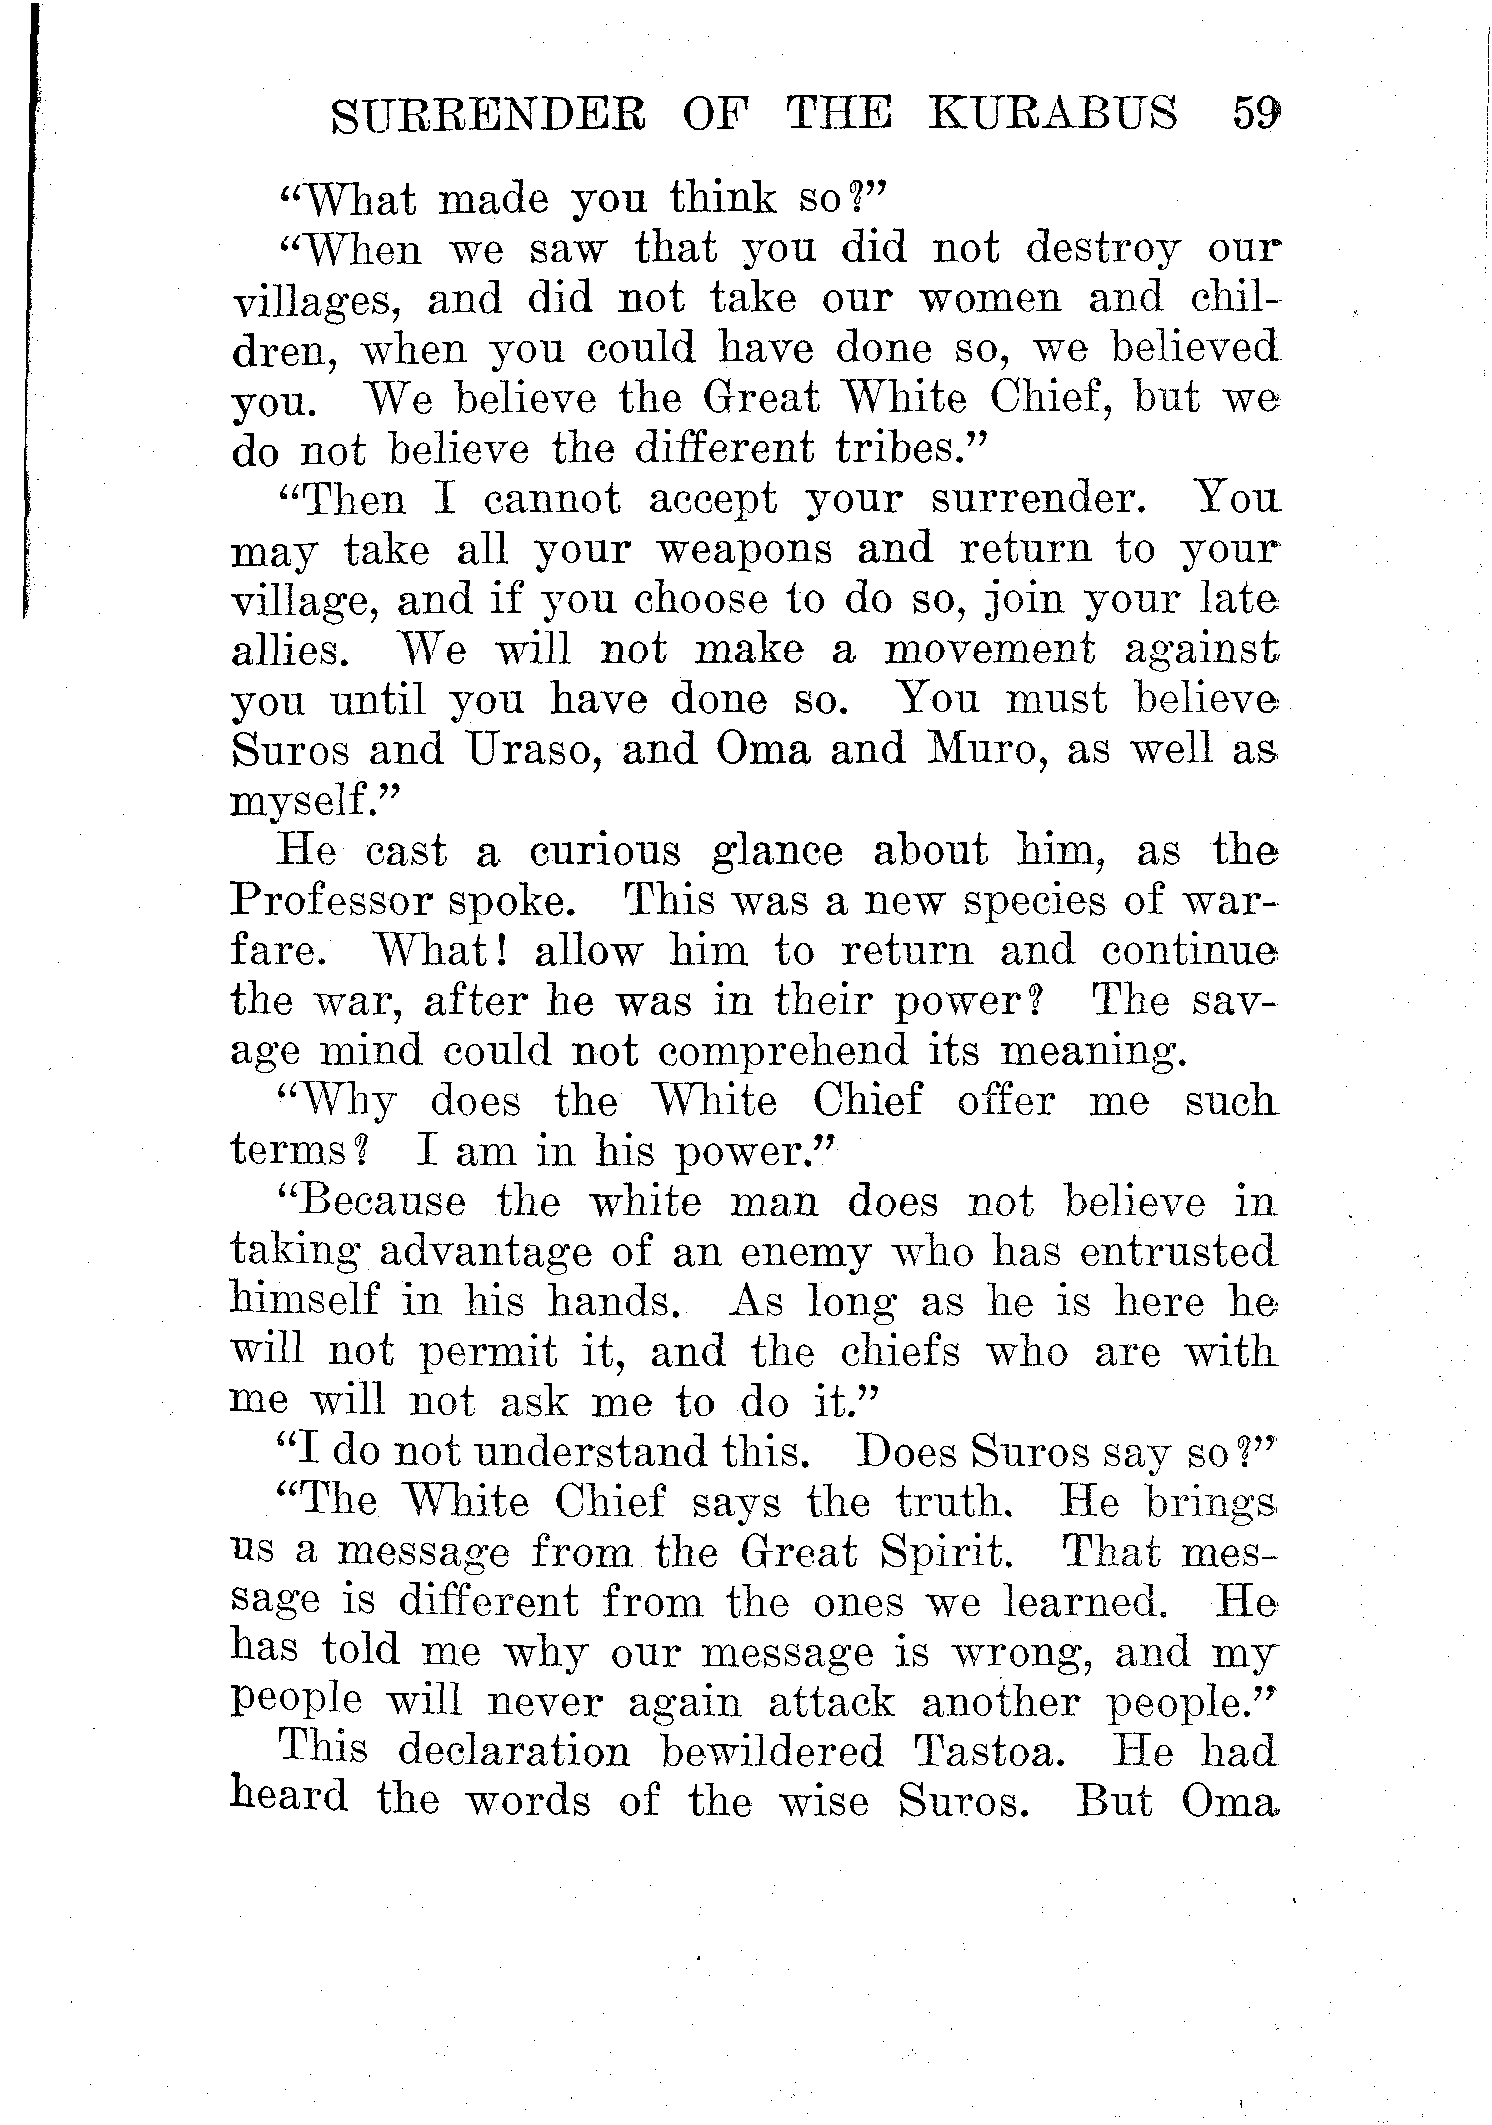 SURRENDER OF THE KURABUS 59
“What made you think so?”
“When we saw that you did not destroy our
villages, and did not take our women and chil-
dren, when you could have done so, we believed
you. We believe the Great White Chief, but we
do not believe the different tribes.”
“Then I cannot accept your surrender. You
may take all your weapons and return to your
village, and if you choose to do so, join your late
allies. We will not make a movement against
you until you have done so. You must believe
Suros and Uraso, and Oma and Muro, as well as
myself.”
He cast a curious glance about him, as the
Professor spoke. This was a new species of war-
fare. What! allow him to return and continue
the war, after he was in their power? The sav-
age mind could not comprehend its meaning.
“Why does the White Chief offer me such
terms? I am in his power.”
“Because the white man does not believe in
taking advantage of an enemy who has entrusted
himself in his hands. As long as he is here he
will not permit it, and the chiefs who are with
me will not ask me to do it.”
“I do not understand this. Does Suros say so?”
“The White Chief says the truth. He brings
us a message from the Great Spirit. That mes-
sage is different from the ones we learned. He
has told me why our message is wrong, and my
people will never again attack another people.”
This declaration bewildered Tastoa. He had
heard the words of the wise Suros. But Oma